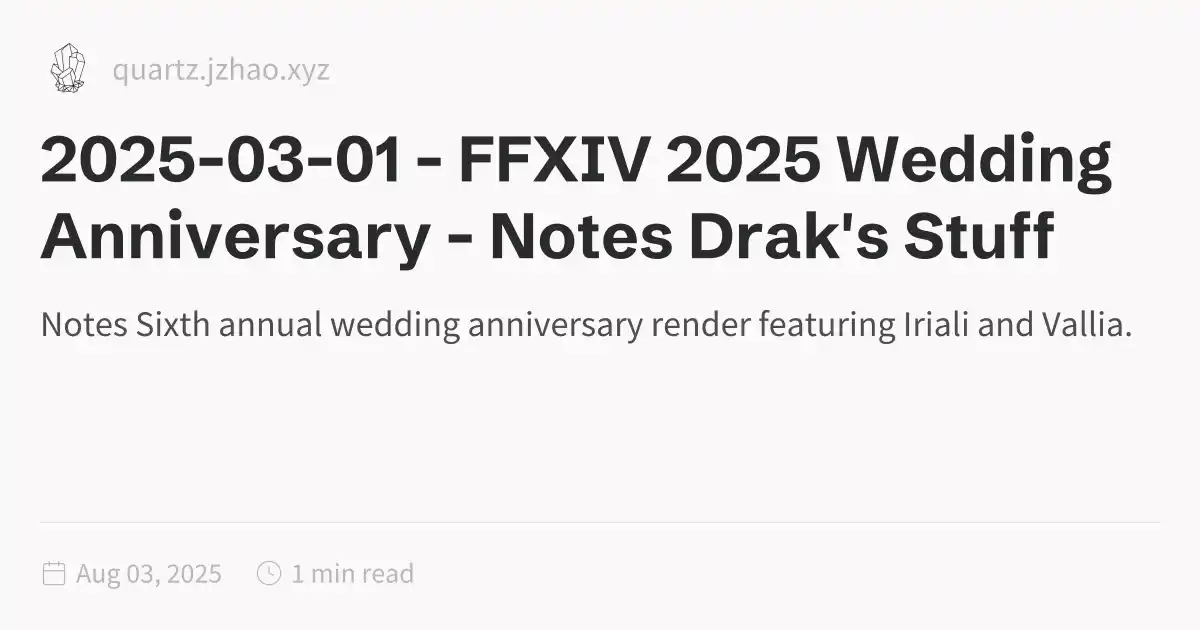 quartz.jzhao.xyz
2025-03-01 - FFXIV 2025 Wedding
Anniversary - Notes Drak's Stuff
Notes Sixth annual wedding anniversary render featuring Iriali and Vallia.
Aug 03, 2025 1 min read